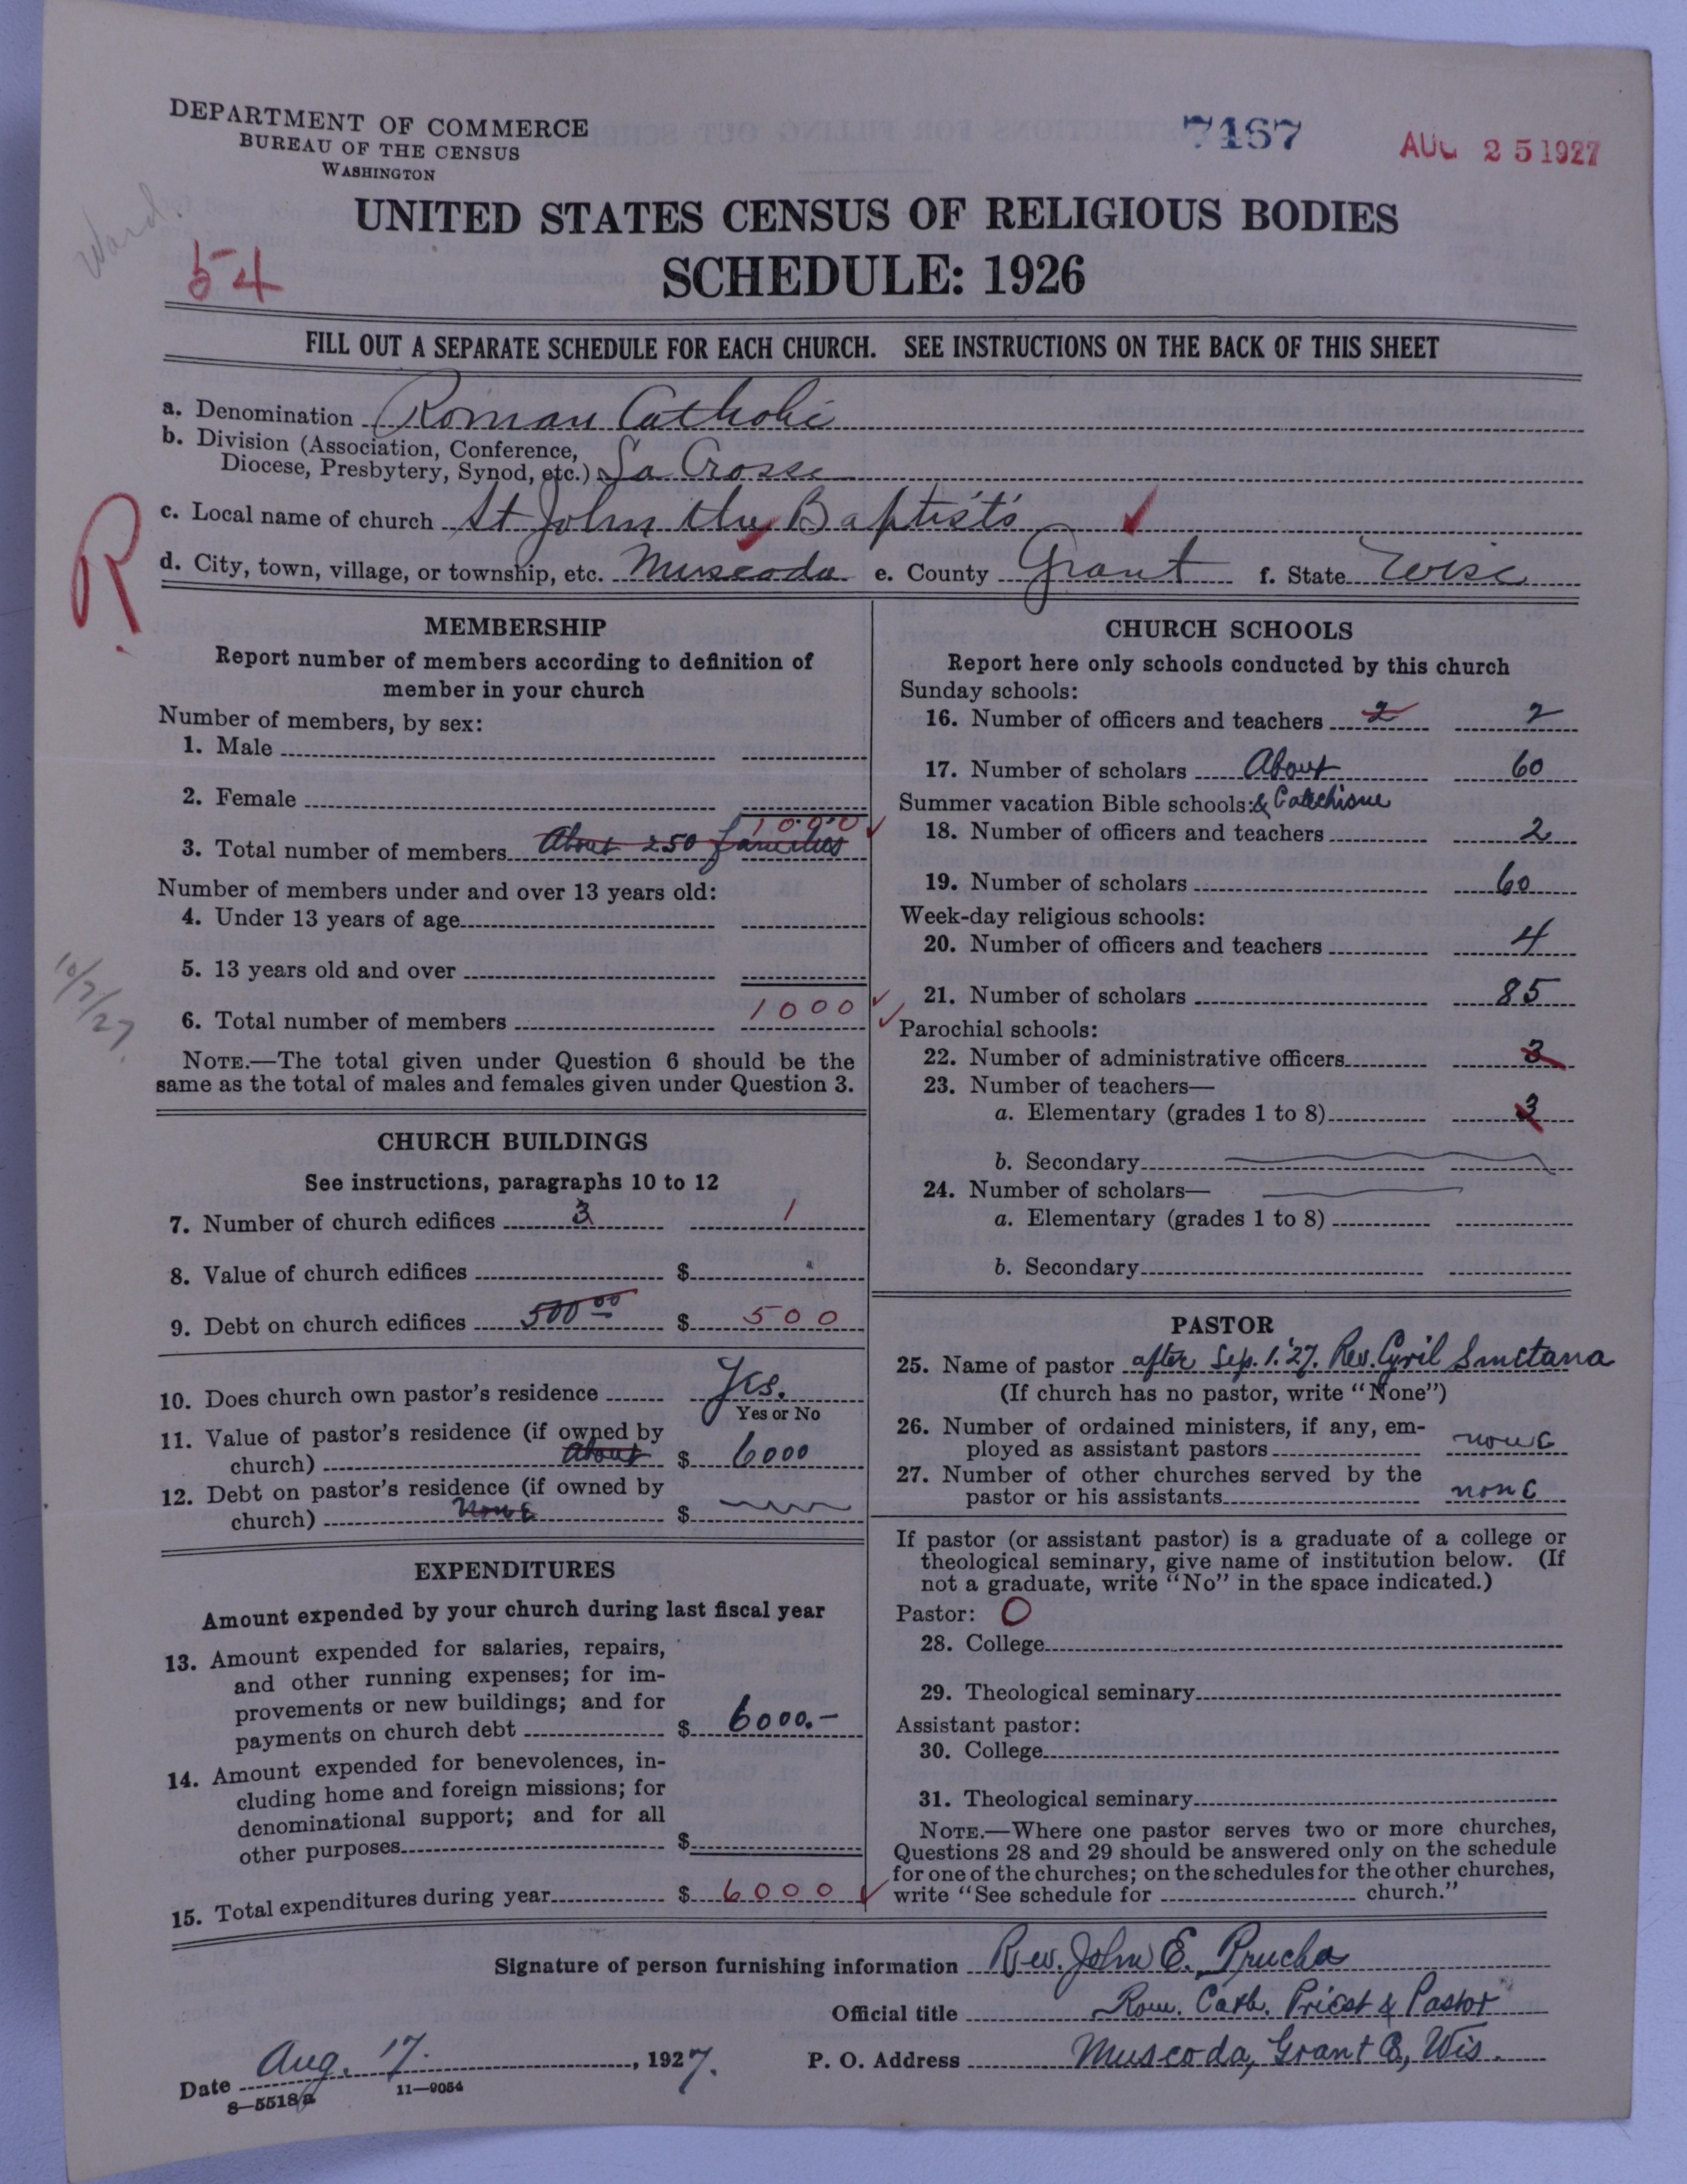 DEPARTMENT OF COMMERCE
BUREAU OF THE CENSUS
WASHINGTON
7467
AUG 25 1927
Ward.
54
UNITED STATES CENSUS OF RELIGIOUS BODIES
SCHEDULE: 1926
FILL OUT A SEPARATE SCHEDULE FOR EACH CHURCH. SEE INSTRUCTIONS ON THE BACK OF THIS SHEET
a. Denomination Roman Catholic
b. Division (Association, Conference,
Diocese, Presbytery, Synod, etc.) La Crosse
R
c. Local name of church St John the Baptist's
d. City, town, village, or township, etc. Muscoda e. County Grant f. State Wisc
MEMBERSHIP
Report number of members according to definition of
member in your church
Number of members, by sex:
1. Male
2. Female
1000
3. Total number of members About 250 families
Number of members under and over 13 years old:
4. Under 13 years of age
5. 13 years old and over
10/7/27
6. Total number of members 1000
NOTE.—The total given under Question 6 should be the
same as the total of males and females given under Question 3.
CHURCH BUILDINGS
See instructions, paragraphs 10 to 12
7. Number of church edifices 3 1
8. Value of church edifices $
9. Debt on church edifices 500 00 $ 500
10. Does church own pastor's residence Yes.
Yes or No
11. Value of pastor's residence (if owned by
church) About $ 6000
12. Debt on pastor's residence (if owned by
church) None $
EXPENDITURES
Amount expended by your church during last fiscal year
13. Amount expended for salaries, repairs,
and other running expenses; for im-
provements or new buildings; and for
payments on church debt $ 6000.-
14. Amount expended for benevolences, in-
cluding home and foreign missions; for
denominational support; and for all
other purposes $
15. Total expenditures during year $ 6000
CHURCH SCHOOLS
Report here only schools conducted by this church
Sunday schools:
16. Number of officers and teachers 2 2
17. Number of scholars About 60
Summer vacation Bible schools: & Catechism
18. Number of officers and teachers 2
19. Number of scholars 60
Week-day religious schools:
20. Number of officers and teachers 4
21. Number of scholars 85
Parochial schools:
22. Number of administrative officers 3
23. Number of teachers—
a. Elementary (grades 1 to 8) 3
b. Secondary
24. Number of scholars—
a. Elementary (grades 1 to 8)
b. Secondary
PASTOR
25. Name of pastor after Sep. 1. '27. Rev. Cyril Smetana
(If church has no pastor, write "None")
26. Number of ordained ministers, if any, em-
ployed as assistant pastors none
27. Number of other churches served by the
pastor or his assistants none
If pastor (or assistant pastor) is a graduate of a college or
theological seminary, give name of institution below. (If
not a graduate, write "No" in the space indicated.)
Pastor: O
28. College
29. Theological seminary
Assistant pastor:
30. College
31. Theological seminary
NOTE.—Where one pastor serves two or more churches,
Questions 28 and 29 should be answered only on the schedule
for one of the churches; on the schedules for the other churches,
write "See schedule for church."
Signature of person furnishing information Rev. John E. Prucha
Official title Rom. Cath. Priest & Pastor
Date Aug. 17. , 1927. P. O. Address Muscoda, Grant Co, Wis.
8—5518a 11—9054